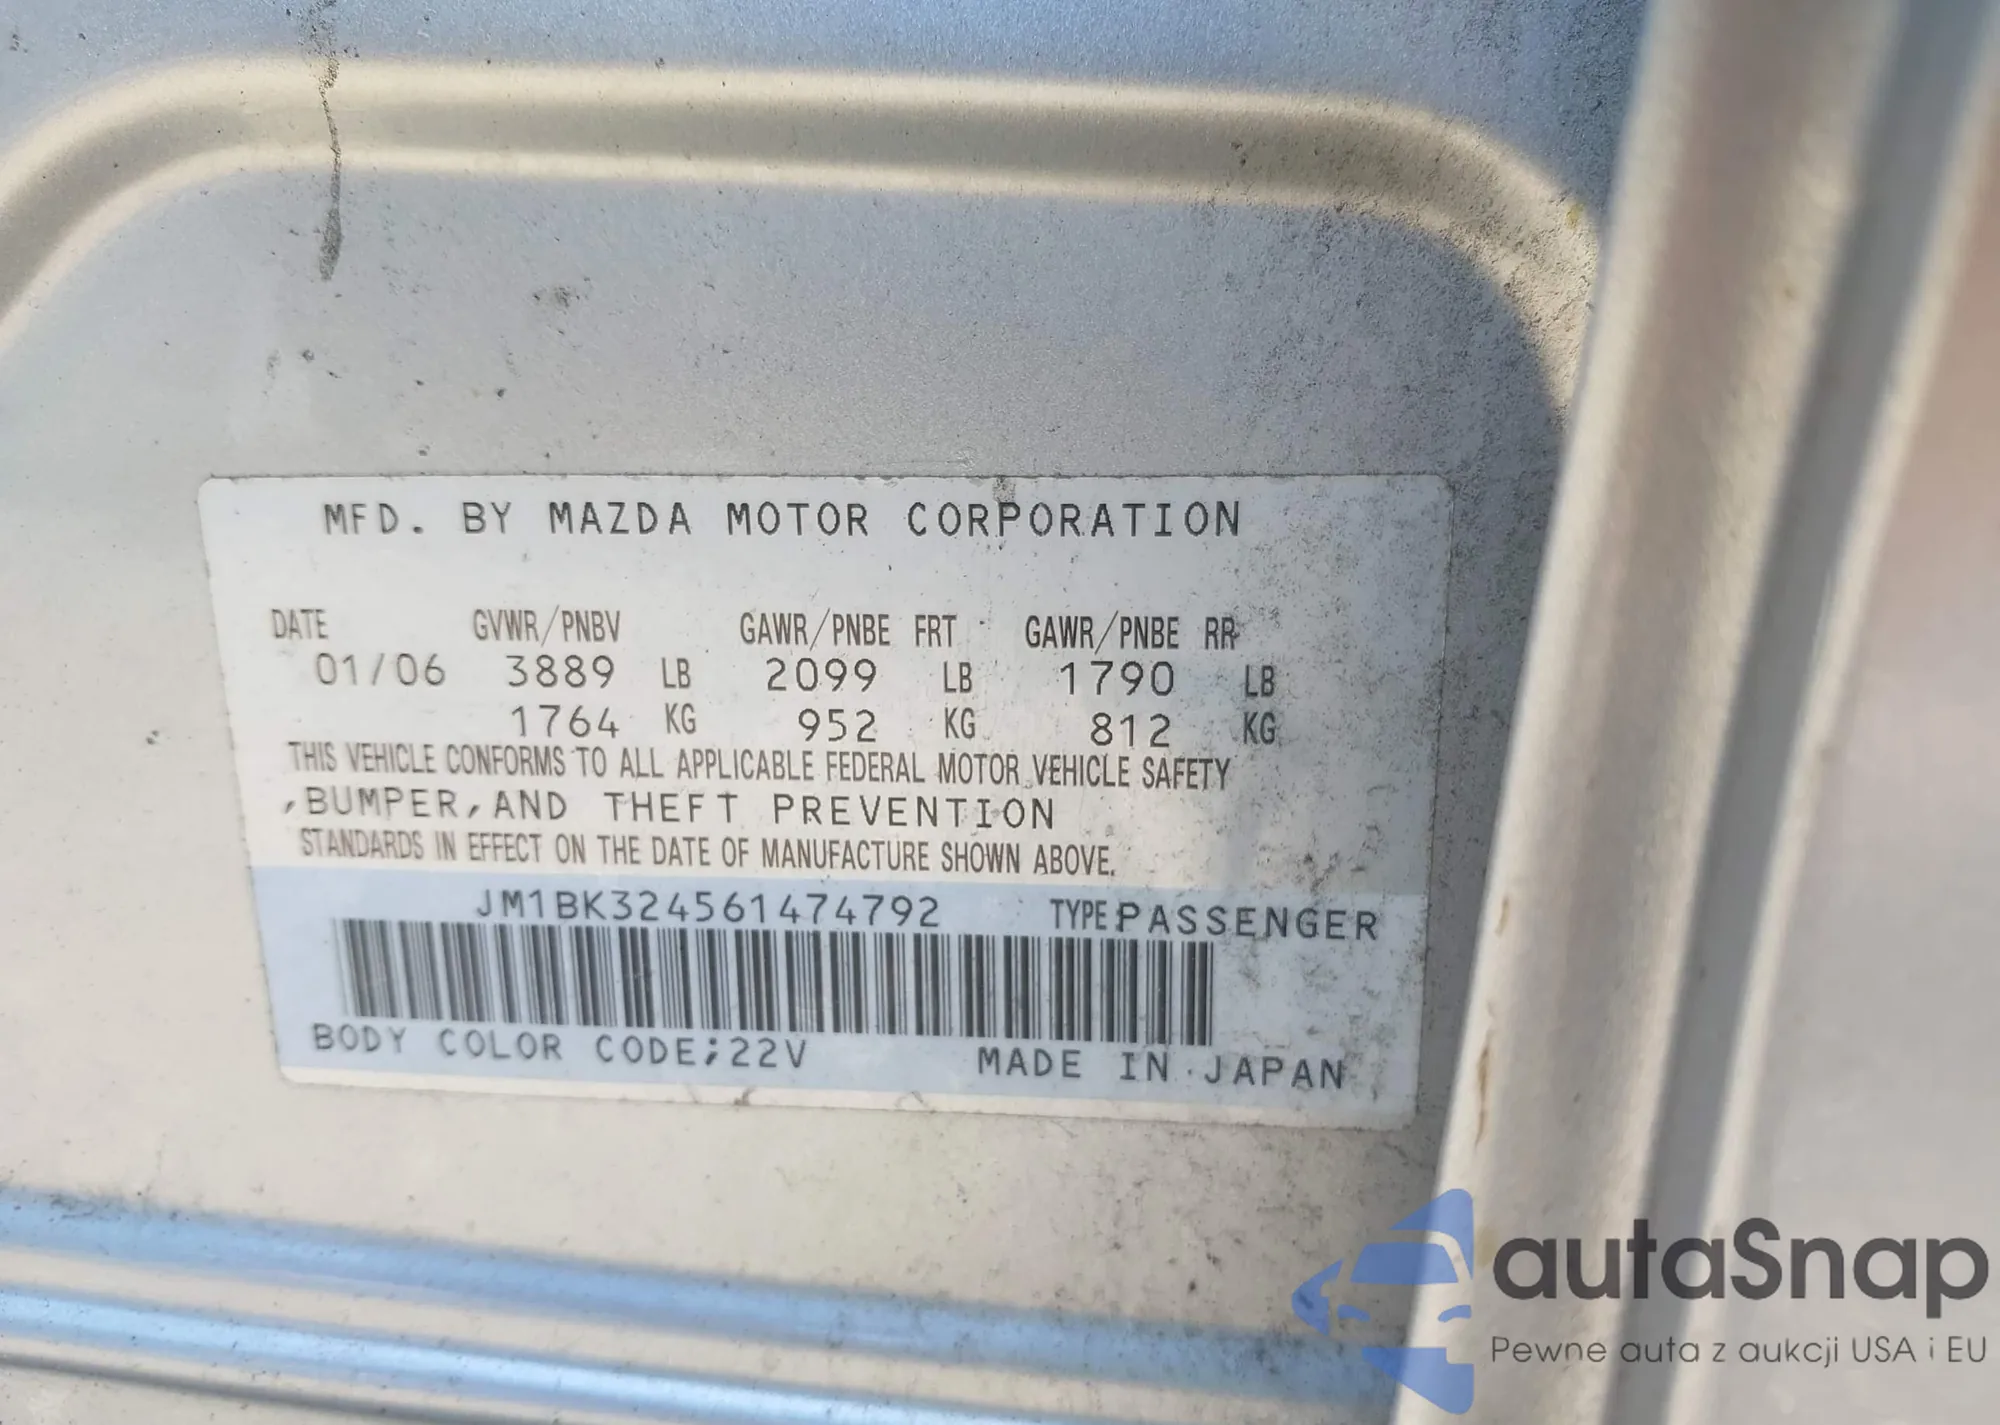 MFD. BY MAZDA MOTOR CORPORATION
DATE GVWR/PNBV GAWR/PNBE FRT GAWR/PNBE RR
01/06 3889 LB 2099 LB 1790 LB
1764 KG 952 KG 812 KG
THIS VEHICLE CONFORMS TO ALL APPLICABLE FEDERAL MOTOR VEHICLE SAFETY
,BUMPER,AND THEFT PREVENTION
STANDARDS IN EFFECT ON THE DATE OF MANUFACTURE SHOWN ABOVE.
JM1BK324561474792 TYPE:PASSENGER
BODY COLOR CODE;22V MADE IN JAPAN
autaSnap
Pewne auta z aukcji USA i EU